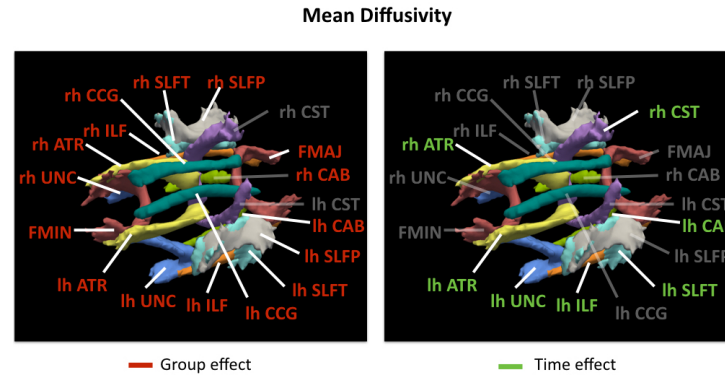 Mean Diffusivity
rh SLFT
rh SLFP
rh CCG
rh CST
rh ILF
rh ATR
FMAJ
rh UNC
rh CAB
lh CST
lh CAB
FMIN
lh SLFP
lh ATR
lh SLFT
lh UNC
lh ILF
lh CCG
rh SLFT
rh SLFP
rh CCG
rh CST
rh ILF
rh ATR
FMAJ
rh UNC
rh CAB
lh CST
lh CA
FMIN
lh SLFP
lh ATR
lh SLFT
lh UNC
lh ILF
lh CCG
Group effect
Time effect